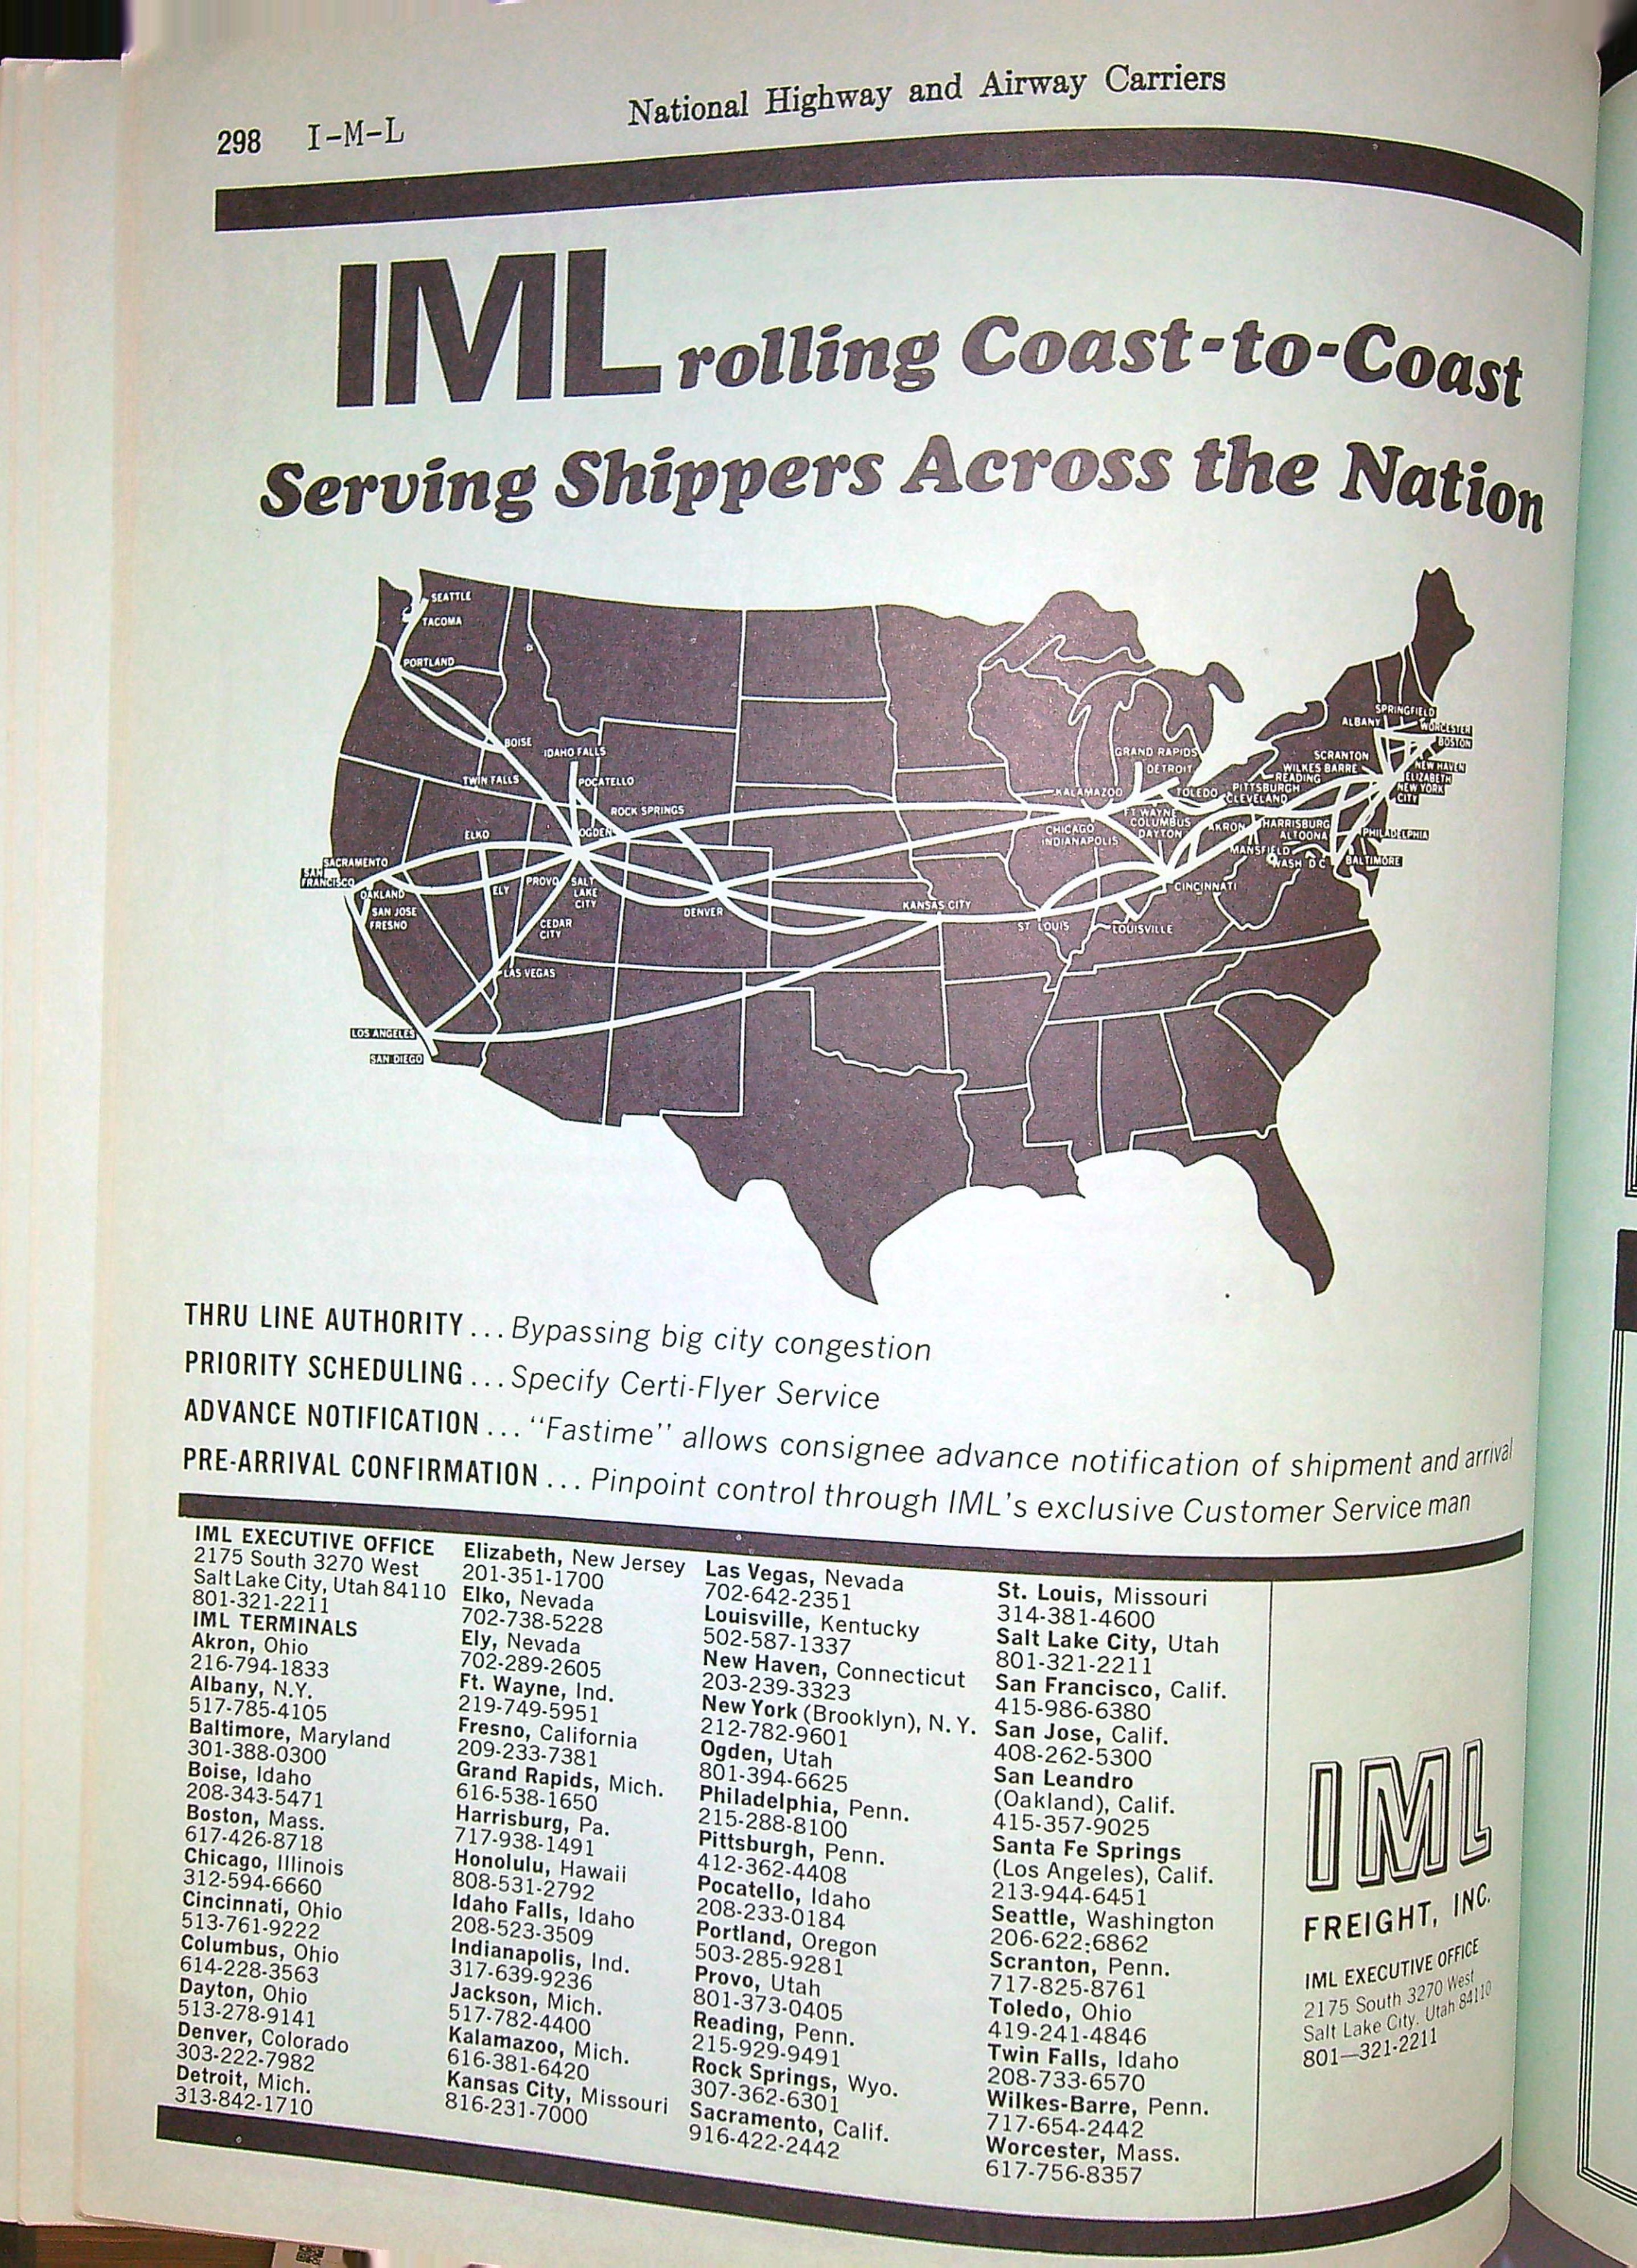 298 I-M-L
National Highway and Airway Carriers
IML rolling Coast-to-Coast
Serving Shippers Across the Nation
SEATTLE
TACOMA
PORTLAND
BOISE
IDAHO FALLS
TWIN FALLS
POCATELLO
ROCK SPRINGS
ELKO
OGDEN
SACRAMENTO
SAN
FRANCISCO
OAKLAND
ELY
PROVO
SALT
LAKE
CITY
SAN JOSE
FRESNO
CEDAR
CITY
DENVER
LAS VEGAS
LOS ANGELES
SAN DIEGO
KANSAS CITY
ST LOUIS
LOUISVILLE
CINCINNATI
GRAND RAPIDS
DETROIT
KALAMAZOO
TOLEDO
CHICAGO
INDIANAPOLIS
FT WAYNE
COLUMBUS
DAYTON
AKRON
MANSFIELD
WASH D C
SPRINGFIELD
ALBANY
WORCESTER
BOSTON
SCRANTON
WILKES BARRE
READING
PITTSBURGH
CLEVELAND
NEW HAVEN
ELIZABETH
NEW YORK
CITY
HARRISBURG
ALTOONA
PHILADELPHIA
BALTIMORE
THRU LINE AUTHORITY ... Bypassing big city congestion
PRIORITY SCHEDULING ... Specify Certi-Flyer Service
ADVANCE NOTIFICATION ... "Fastime" allows consignee advance notification of shipment and arrival
PRE-ARRIVAL CONFIRMATION ... Pinpoint control through IML's exclusive Customer Service man
IML EXECUTIVE OFFICE
2175 South 3270 West
Salt Lake City, Utah 84110
801-321-2211
IML TERMINALS
Akron, Ohio
216-794-1833
Albany, N.Y.
517-785-4105
Baltimore, Maryland
301-388-0300
Boise, Idaho
208-343-5471
Boston, Mass.
617-426-8718
Chicago, Illinois
312-594-6660
Cincinnati, Ohio
513-761-9222
Columbus, Ohio
614-228-3563
Dayton, Ohio
513-278-9141
Denver, Colorado
303-222-7982
Detroit, Mich.
313-842-1710
Elizabeth, New Jersey
201-351-1700
Elko, Nevada
702-738-5228
Ely, Nevada
702-289-2605
Ft. Wayne, Ind.
219-749-5951
Fresno, California
209-233-7381
Grand Rapids, Mich.
616-538-1650
Harrisburg, Pa.
717-938-1491
Honolulu, Hawaii
808-531-2792
Idaho Falls, Idaho
208-523-3509
Indianapolis, Ind.
317-639-9236
Jackson, Mich.
517-782-4400
Kalamazoo, Mich.
616-381-6420
Kansas City, Missouri
816-231-7000
Las Vegas, Nevada
702-642-2351
Louisville, Kentucky
502-587-1337
New Haven, Connecticut
203-239-3323
New York (Brooklyn), N.Y.
212-782-9601
Ogden, Utah
801-394-6625
Philadelphia, Penn.
215-288-8100
Pittsburgh, Penn.
412-362-4408
Pocatello, Idaho
208-233-0184
Portland, Oregon
503-285-9281
Provo, Utah
801-373-0405
Reading, Penn.
215-929-9491
Rock Springs, Wyo.
307-362-6301
Sacramento, Calif.
916-422-2442
St. Louis, Missouri
314-381-4600
Salt Lake City, Utah
801-321-2211
San Francisco, Calif.
415-986-6380
San Jose, Calif.
408-262-5300
San Leandro
(Oakland), Calif.
415-357-9025
Santa Fe Springs
(Los Angeles), Calif.
213-944-6451
Seattle, Washington
206-622-6862
Scranton, Penn.
717-825-8761
Toledo, Ohio
419-241-4846
Twin Falls, Idaho
208-733-6570
Wilkes-Barre, Penn.
717-654-2442
Worcester, Mass.
617-756-8357
IML
FREIGHT, INC.
IML EXECUTIVE OFFICE
2175 South 3270 West
Salt Lake City, Utah 84110
801—321-2211